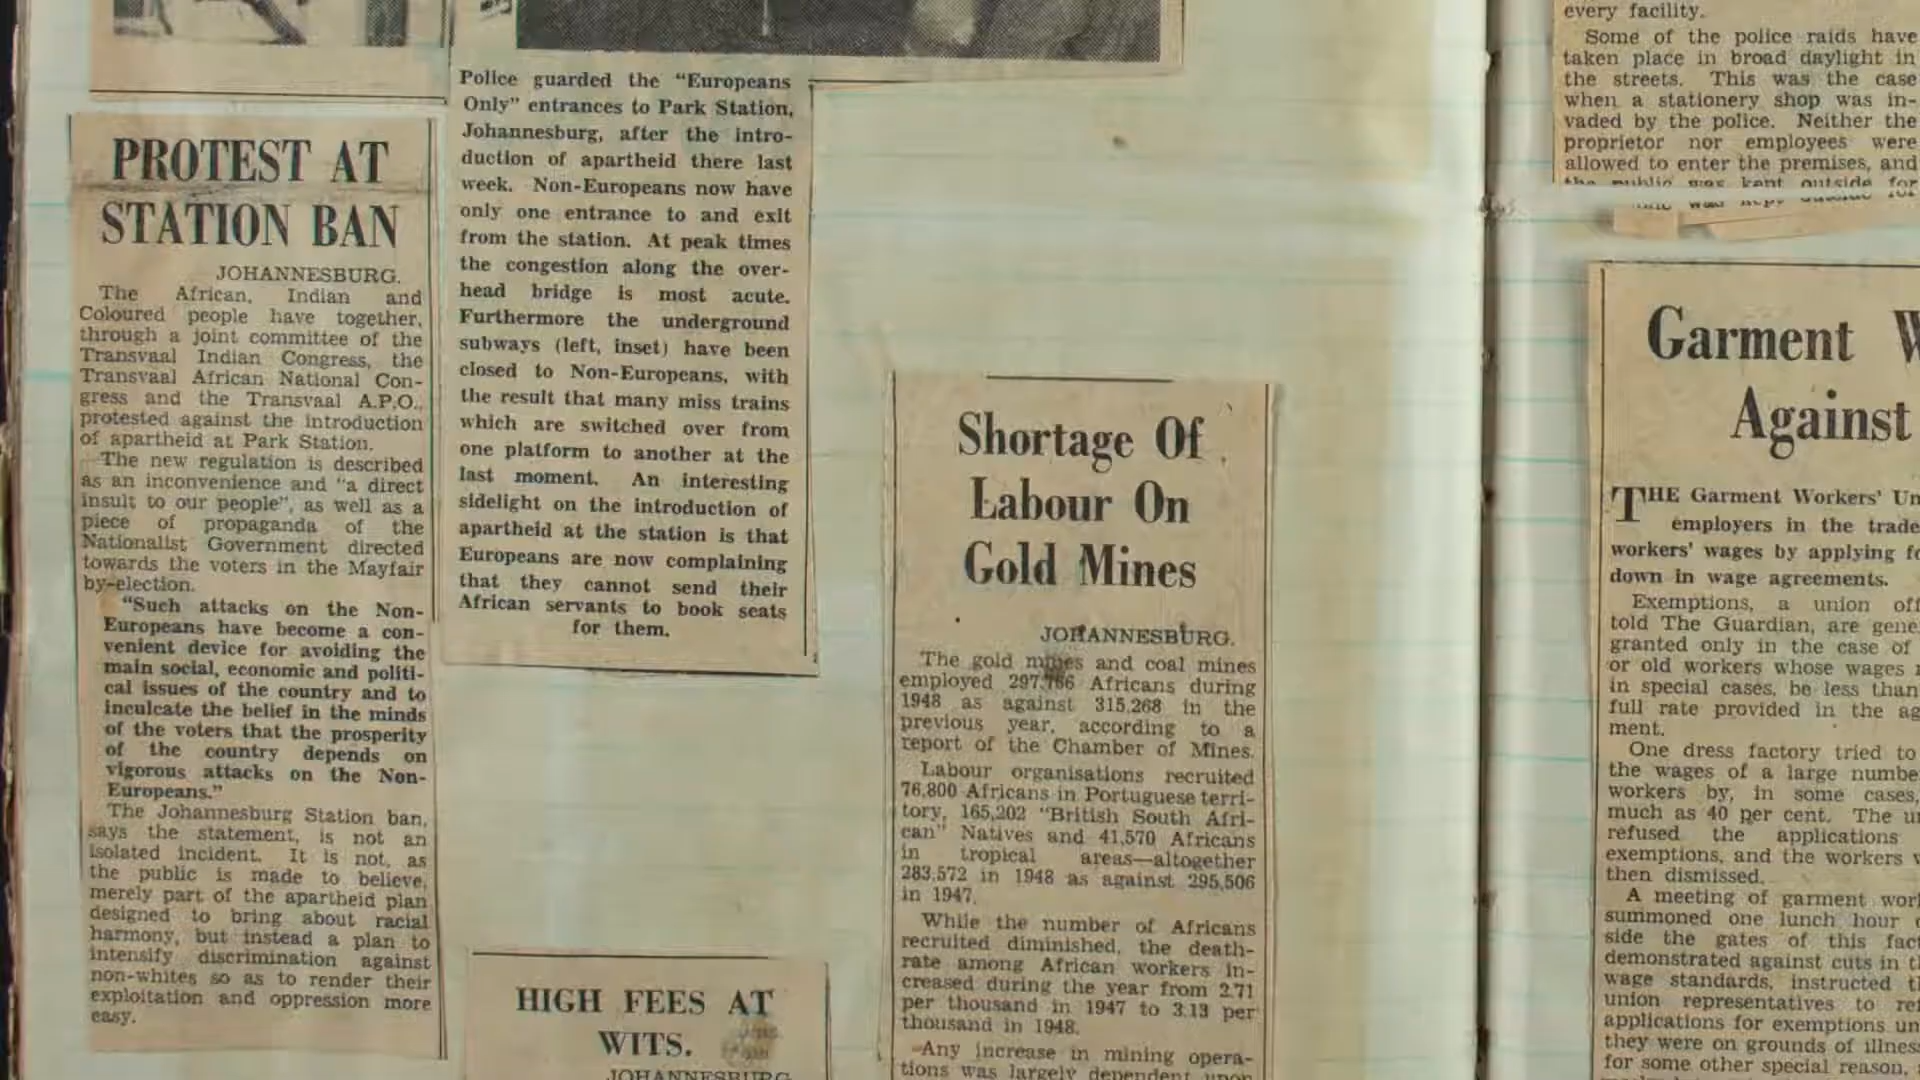 PROTEST AT
STATION BAN
JOHANNESBURG.
The African, Indian and
Coloured people have together,
through a joint committee of the
Transvaal Indian Congress, the
Transvaal African National Con-
gress and the Transvaal A.P.O.,
protested against the introduction
of apartheid at Park Station.
The new regulation is described
as an inconvenience and "a direct
insult to our people", as well as a
piece of propaganda of the
Nationalist Government directed
towards the voters in the Mayfair
by-election.
"Such attacks on the Non-
Europeans have become a con-
venient device for avoiding the
main social, economic and politi-
cal issues of the country and to
inculcate the belief in the minds
of the voters that the prosperity
of the country depends on
vigorous attacks on the Non-
Europeans."
The Johannesburg Station ban,
says the statement, is not an
isolated incident. It is not, as
the public is made to believe,
merely part of the apartheid plan
designed to bring about racial
harmony, but instead a plan to
intensify discrimination against
non-whites so as to render their
exploitation and oppression more
easy.
Police guarded the "Europeans
Only" entrances to Park Station,
Johannesburg, after the intro-
duction of apartheid there last
week. Non-Europeans now have
only one entrance to and exit
from the station. At peak times
the congestion along the over-
head bridge is most acute.
Furthermore the underground
subways (left, inset) have been
closed to Non-Europeans, with
the result that many miss trains
which are switched over from
one platform to another at the
last moment. An interesting
sidelight on the introduction of
apartheid at the station is that
Europeans are now complaining
that they cannot send their
African servants to book seats
for them.
HIGH FEES AT
WITS.
JOHANNESBURG
Shortage Of
Labour On
Gold Mines
JOHANNESBURG.
The gold mines and coal mines
employed Africans during
1948 as against 315,268 in the
previous year, according to a
report of the Chamber of Mines.
Labour organisations recruited
76,800 Africans in Portuguese terri-
tory, 165,202 "British South Afri-
can" Natives and 41,570 Africans
in tropical areas—altogether
283,572 in 1948 as against 295,506
in 1947.
While the number of Africans
recruited diminished, the death-
rate among African workers in-
creased during the year from 2.71
per thousand in 1947 to 3.13 per
thousand in 1948.
Any increase in mining opera-
tions was largely dependent upon
every facility.
Some of the police raids have
taken place in broad daylight in
the streets. This was the case
when a stationery shop was in-
vaded by the police. Neither the
proprietor nor employees were
allowed to enter the premises, and
the public was kept outside for
Garment
Against
THE Garment Workers'
employers in the trade
workers' wages by applying
down in wage agreements.
Exemptions, a union
told The Guardian, are
granted only in the case of
or old workers whose wages
in special cases, be less than
full rate provided in the
ment.
One dress factory tried to
the wages of a large
workers by, in some cases,
much as 40 per cent. The
refused the applications
exemptions, and the workers
then dismissed.
A meeting of garment
summoned one lunch hour
side the gates of this
demonstrated against cuts in
wage standards, instructed
union representatives to
applications for exemptions
they were on grounds of
for some other special reason,